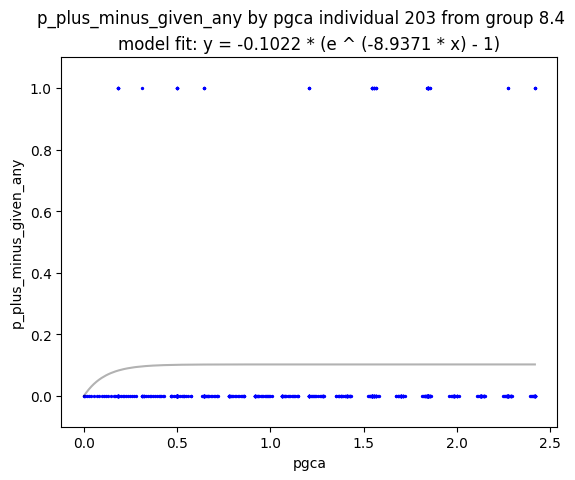 p_plus_minus_given_any by pgca individual 203 from group 8.4
model fit: y = -0.1022 * (e ^ (-8.9371 * x) - 1)
1.0
0.8
0.6
0.4
0.2
0.0
p_plus_minus_given_any
0.0 0.5 1.0 1.5 2.0 2.5
pgca